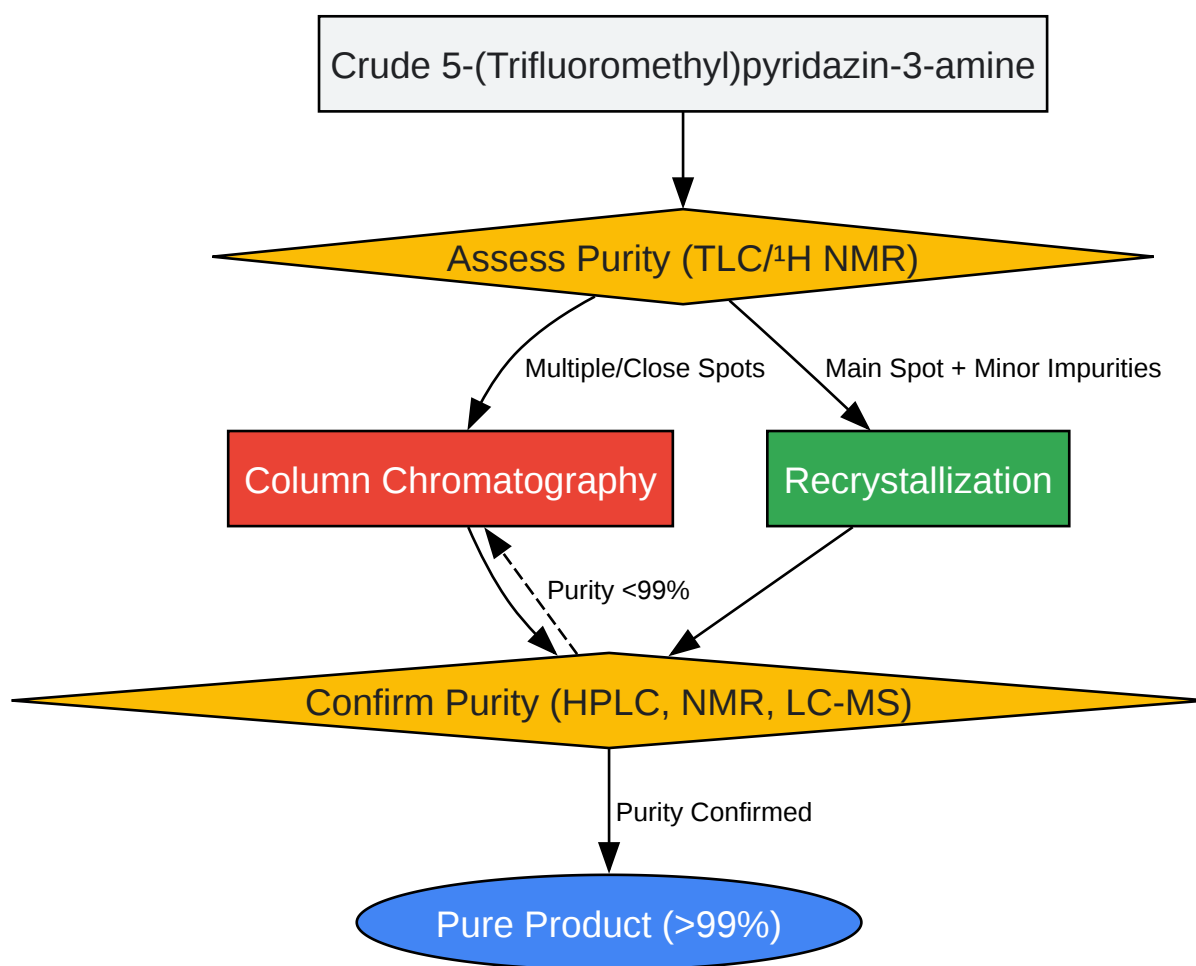 Crude 5-(Trifluoromethyl)pyridazin-3-amine
Assess Purity (TLC/¹H NMR)
Multiple/Close Spots
Main Spot + Minor Impurities
Column Chromatography
Recrystallization
Purity <99%
Confirm Purity (HPLC, NMR, LC-MS)
Purity Confirmed
Pure Product (>99%)